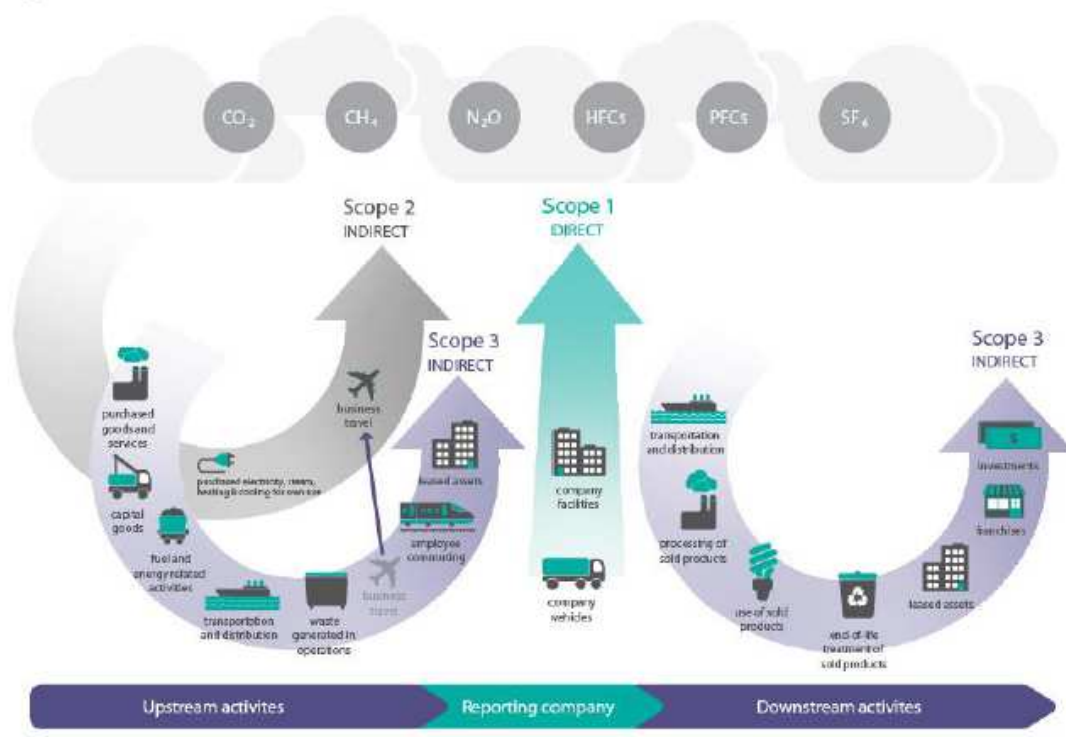 CO₂
CH₄
N₂O
HFCs
PFCs
SF₆
Scope 2
INDIRECT
Scope 1
DIRECT
Scope 3
INDIRECT
Scope 3
INDIRECT
purchased
goods and
services
capital
goods
fuel and
energy related
activities
transportation
and distribution
waste
generated in
operations
business
travel
purchased electricity, steam,
heating & cooling for own use
business
travel
employee
commuting
leased assets
company
facilities
company
vehicles
transportation
and distribution
processing of
sold products
use of sold
products
end-of-life
treatment of
sold products
leased assets
franchises
investments
$
Upstream activites
Reporting company
Downstream activites